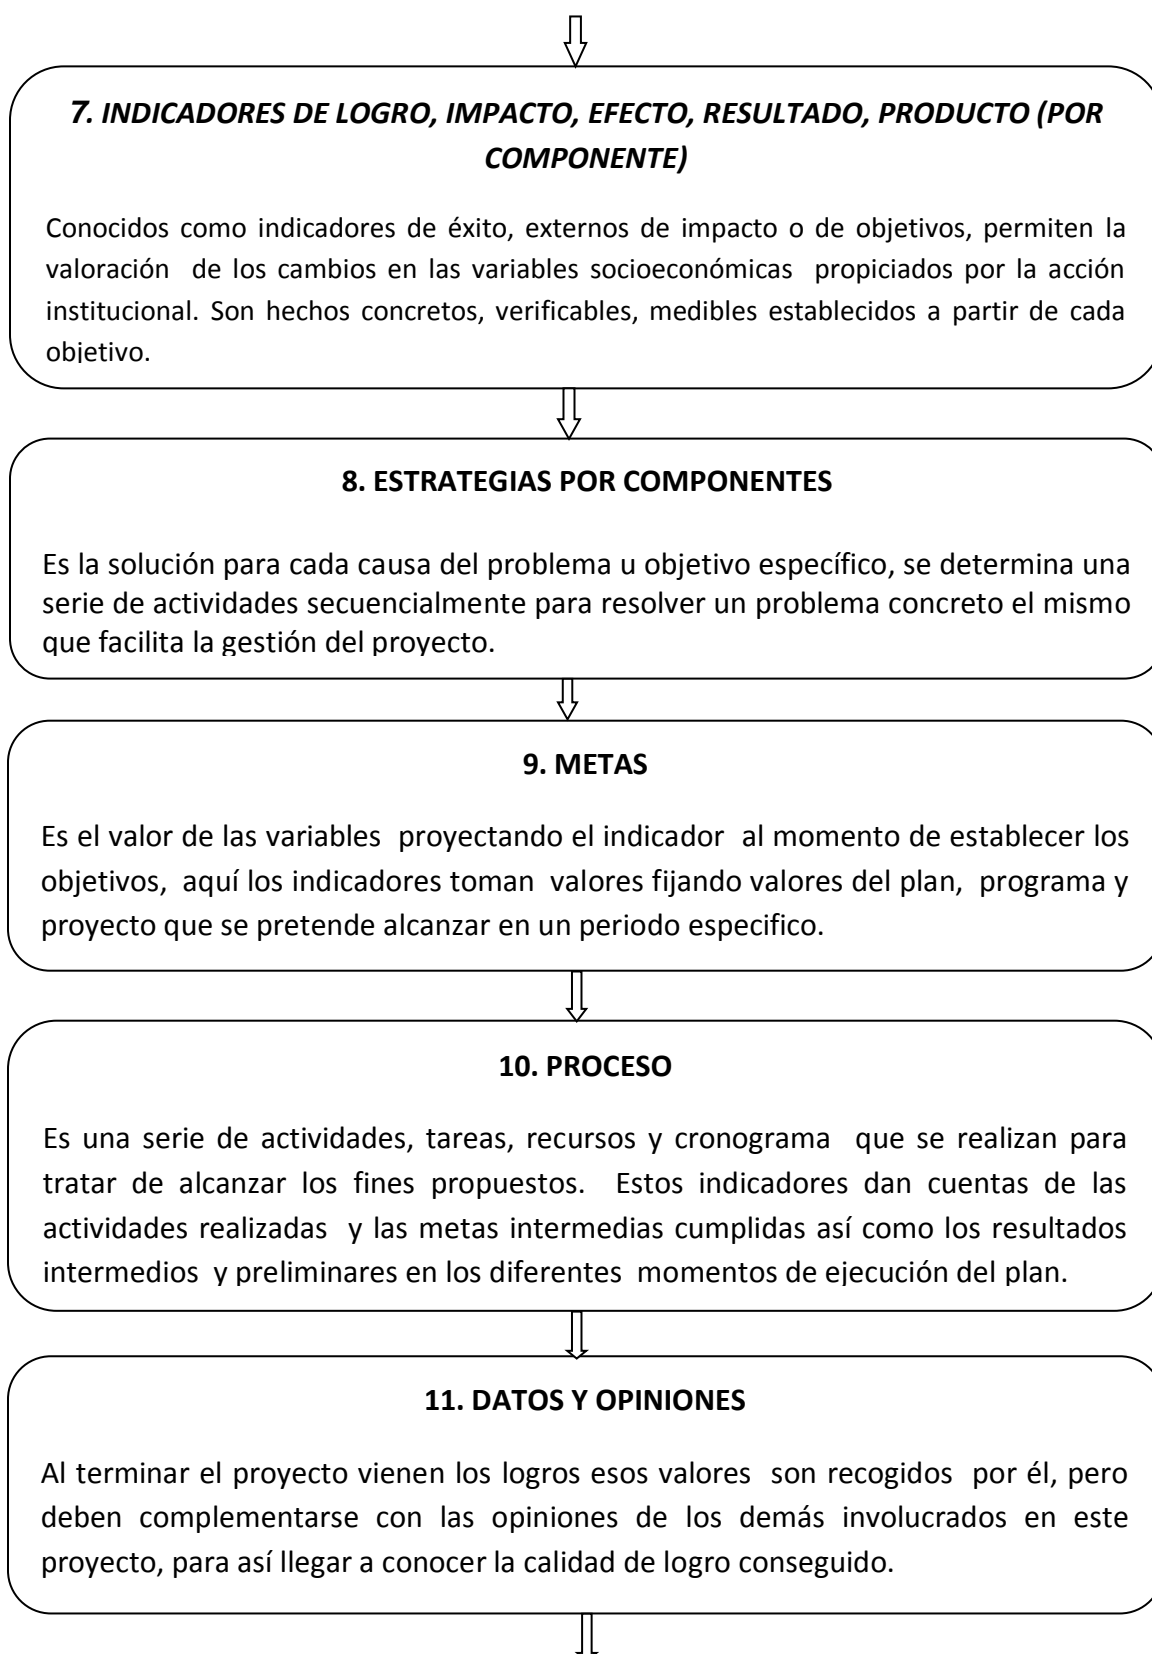 7. INDICADORES DE LOGRO, IMPACTO, EFECTO, RESULTADO, PRODUCTO (POR
COMPONENTE)
Conocidos como indicadores de éxito, externos de impacto o de objetivos, permiten la
valoración de los cambios en las variables socioeconómicas propiciados por la acción
institucional. Son hechos concretos, verificables, medibles establecidos a partir de cada
objetivo.
8. ESTRATEGIAS POR COMPONENTES
Es la solución para cada causa del problema u objetivo específico, se determina una
serie de actividades secuencialmente para resolver un problema concreto el mismo
que facilita la gestión del proyecto.
9. METAS
Es el valor de las variables proyectando el indicador al momento de establecer los
objetivos, aquí los indicadores toman valores fijando valores del plan, programa y
proyecto que se pretende alcanzar en un periodo especifico.
10. PROCESO
Es una serie de actividades, tareas, recursos y cronograma que se realizan para
tratar de alcanzar los fines propuestos. Estos indicadores dan cuentas de las
actividades realizadas y las metas intermedias cumplidas así como los resultados
intermedios y preliminares en los diferentes momentos de ejecución del plan.
11. DATOS Y OPINIONES
Al terminar el proyecto vienen los logros esos valores son recogidos por él, pero
deben complementarse con las opiniones de los demás involucrados en este
proyecto, para así llegar a conocer la calidad de logro conseguido.